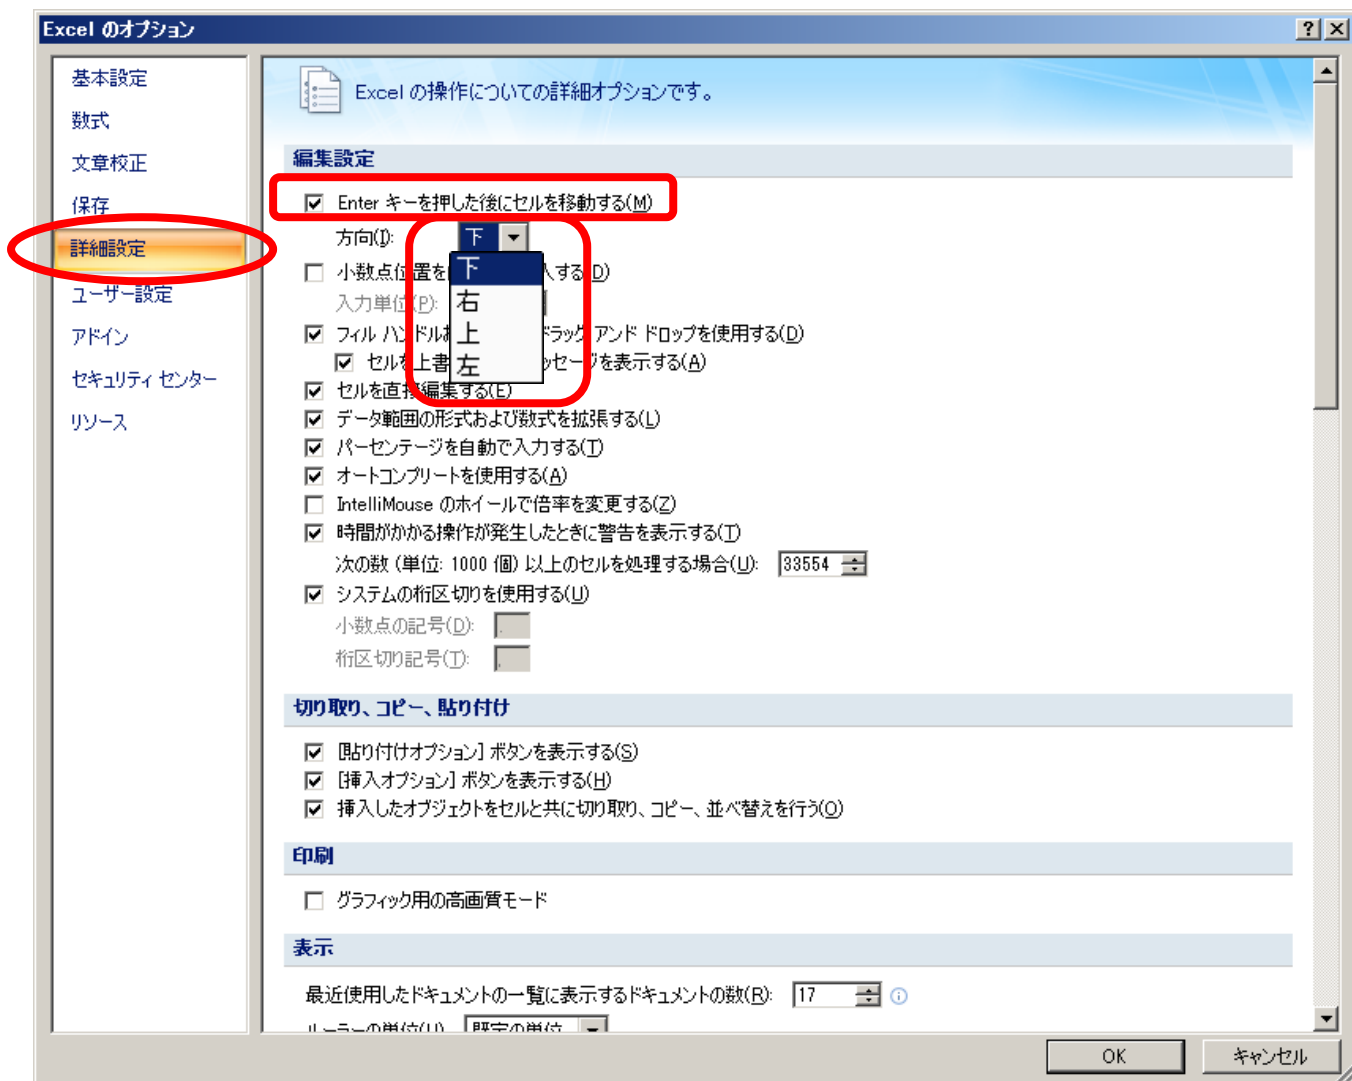 Excel のオプション
基本設定
数式
文章校正
保存
詳細設定
ユーザー設定
アドイン
セキュリティ センター
リソース
Excel の操作についての詳細オプションです。
編集設定
Enter キーを押した後にセルを移動する(M)
方向(I): 下
下
右
上
左
小数点位置を 入する(D)
入力単位(P):
フィル ハンドルお ドラッグ アンド ドロップを使用する(D)
セルを上書 ッセージを表示する(A)
セルを直接編集する(E)
データ範囲の形式および数式を拡張する(L)
パーセンテージを自動で入力する(T)
オートコンプリートを使用する(A)
IntelliMouse のホイールで倍率を変更する(Z)
時間がかかる操作が発生したときに警告を表示する(T)
次の数 (単位: 1000 個) 以上のセルを処理する場合(U): 33554
システムの桁区切りを使用する(U)
小数点の記号(D): .
桁区切り記号(T): ,
切り取り、コピー、貼り付け
[貼り付けオプション] ボタンを表示する(S)
[挿入オプション] ボタンを表示する(H)
挿入したオブジェクトをセルと共に切り取り、コピー、並べ替えを行う(O)
印刷
グラフィック用の高画質モード
表示
最近使用したドキュメントの一覧に表示するドキュメントの数(R): 17
ルーラーの単位(U) 既定の単位
OK
キャンセル